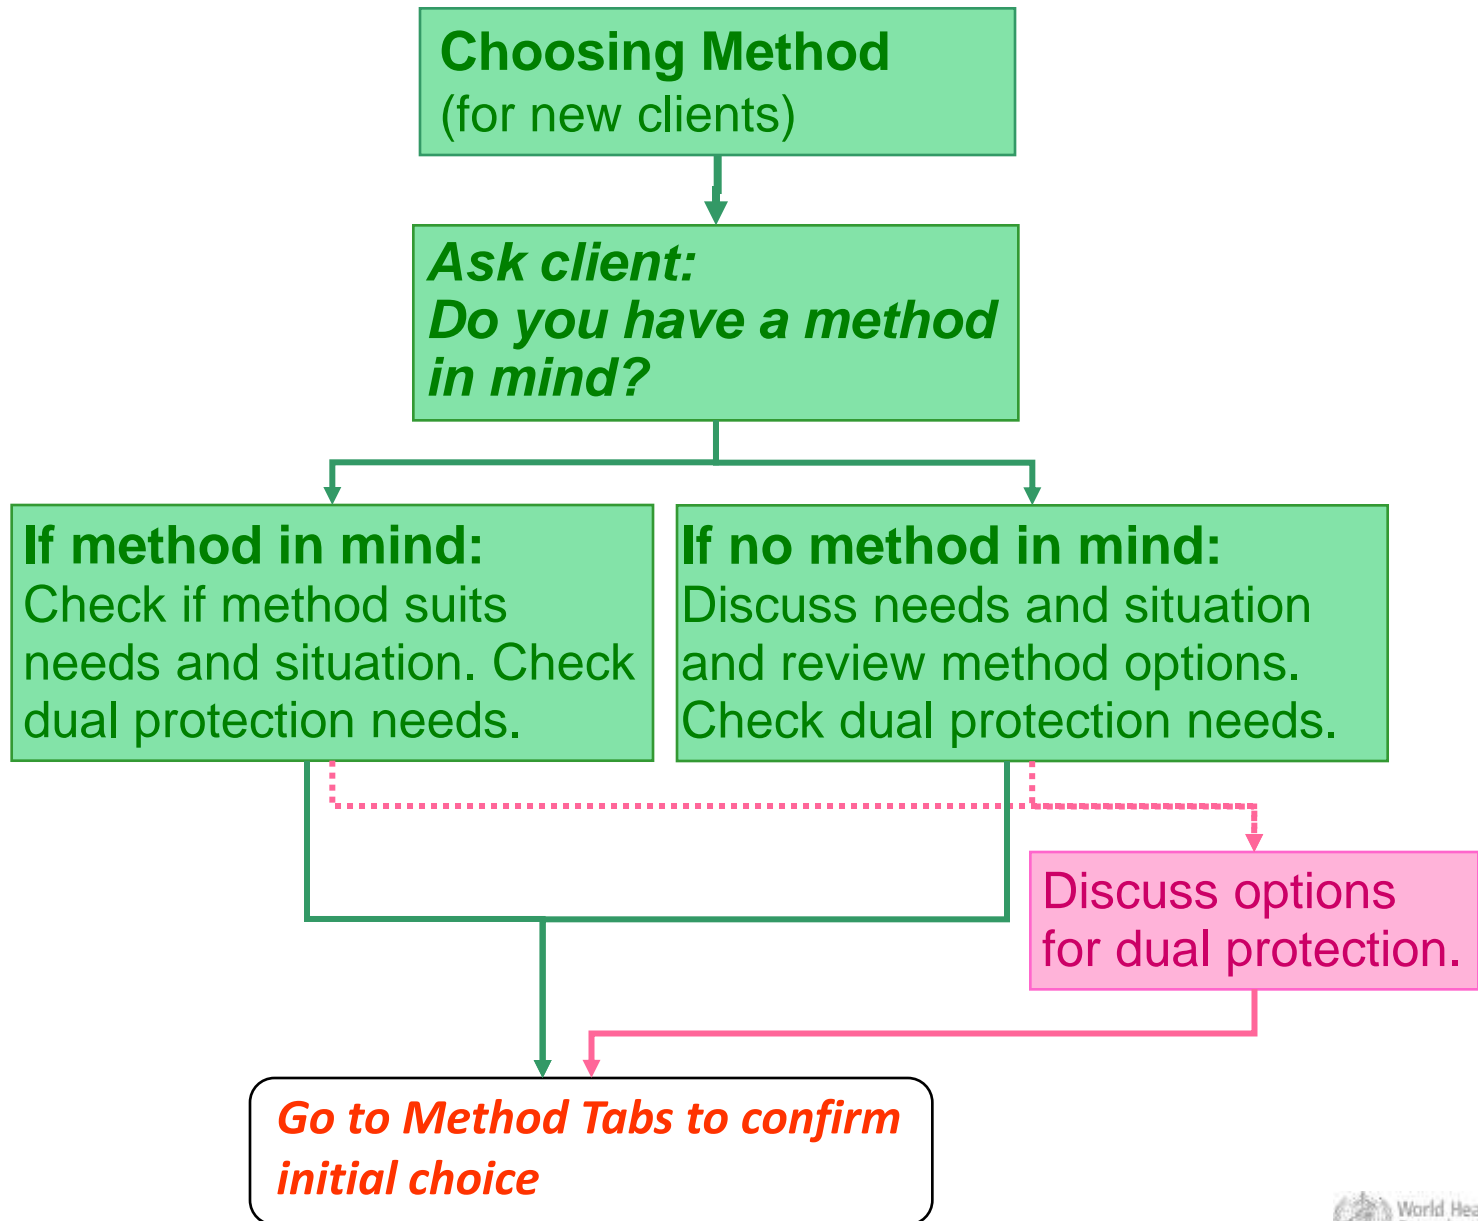 Choosing Method
(for new clients)
Ask client:
Do you have a method
in mind?
If method in mind:
Check if method suits
needs and situation. Check
dual protection needs.
If no method in mind:
Discuss needs and situation
and review method options.
Check dual protection needs.
Discuss options
for dual protection.
Go to Method Tabs to confirm
initial choice
World Hea